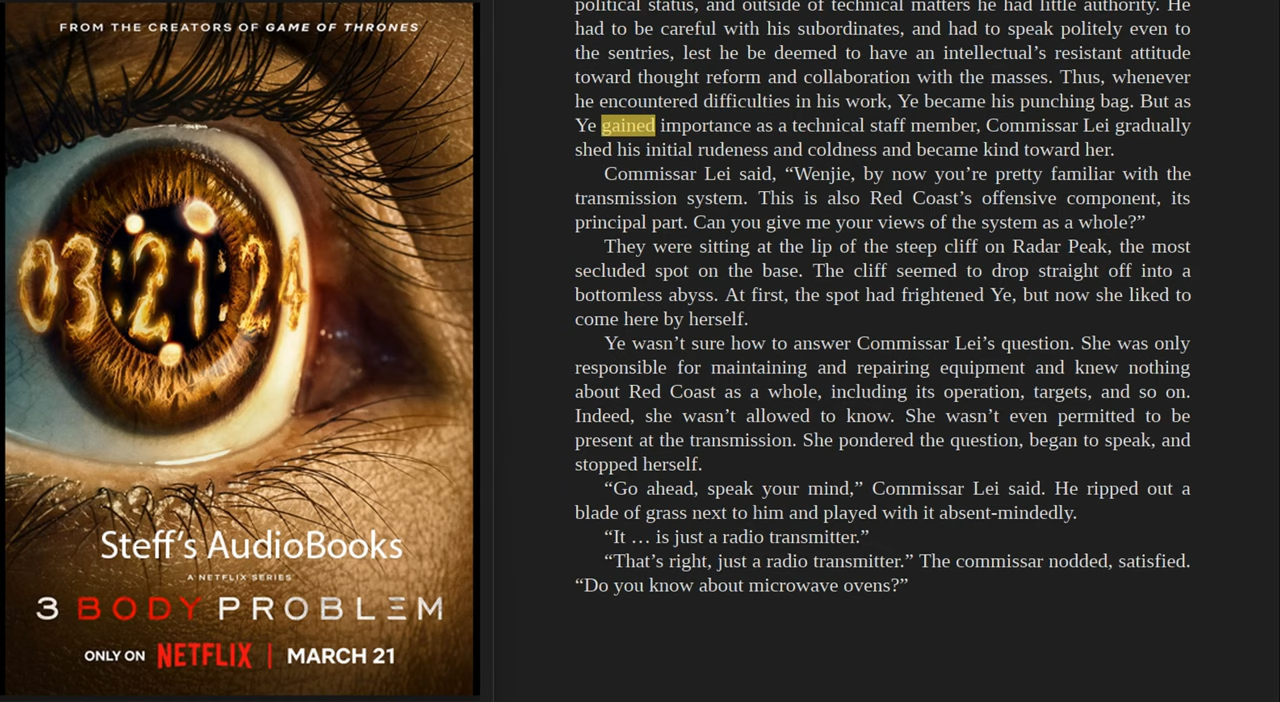 FROM THE CREATORS OF GAME OF THRONES
03:21:24
Steff's AudioBooks
A NETFLIX SERIES
3 BODY PROBLEM
ONLY ON NETFLIX | MARCH 21
political status, and outside of technical matters he had little authority. He
had to be careful with his subordinates, and had to speak politely even to
the sentries, lest he be deemed to have an intellectual’s resistant attitude
toward thought reform and collaboration with the masses. Thus, whenever
he encountered difficulties in his work, Ye became his punching bag. But as
Ye gained importance as a technical staff member, Commissar Lei gradually
shed his initial rudeness and coldness and became kind toward her.
Commissar Lei said, “Wenjie, by now you’re pretty familiar with the
transmission system. This is also Red Coast’s offensive component, its
principal part. Can you give me your views of the system as a whole?”
They were sitting at the lip of the steep cliff on Radar Peak, the most
secluded spot on the base. The cliff seemed to drop straight off into a
bottomless abyss. At first, the spot had frightened Ye, but now she liked to
come here by herself.
Ye wasn’t sure how to answer Commissar Lei’s question. She was only
responsible for maintaining and repairing equipment and knew nothing
about Red Coast as a whole, including its operation, targets, and so on.
Indeed, she wasn’t allowed to know. She wasn’t even permitted to be
present at the transmission. She pondered the question, began to speak, and
stopped herself.
“Go ahead, speak your mind,” Commissar Lei said. He ripped out a
blade of grass next to him and played with it absent-mindedly.
“It … is just a radio transmitter.”
“That’s right, just a radio transmitter.” The commissar nodded, satisfied.
“Do you know about microwave ovens?”